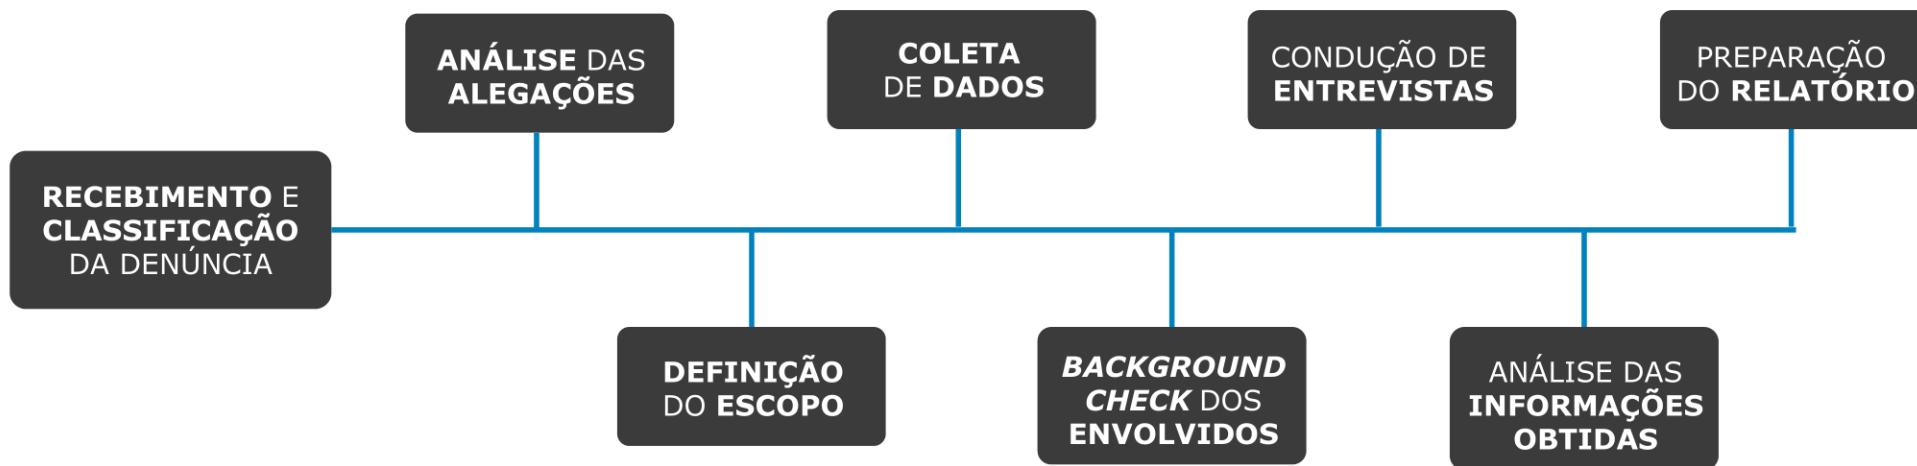 RECEBIMENTO E
CLASSIFICAÇÃO
DA DENÚNCIA
ANÁLISE DAS
ALEGAÇÕES
DEFINIÇÃO
DO ESCOPO
COLETA
DE DADOS
BACKGROUND
CHECK DOS
ENVOLVIDOS
CONDUÇÃO DE
ENTREVISTAS
ANÁLISE DAS
INFORMAÇÕES
OBTIDAS
PREPARAÇÃO
DO RELATÓRIO